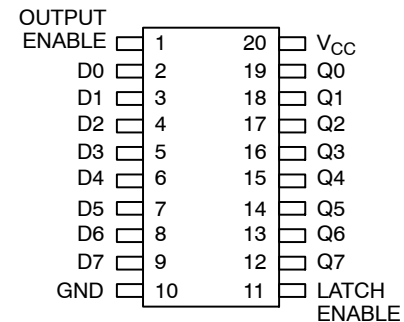 OUTPUT
ENABLE 1 20 VCC
D0 2 19 Q0
D1 3 18 Q1
D2 4 17 Q2
D3 5 16 Q3
D4 6 15 Q4
D5 7 14 Q5
D6 8 13 Q6
D7 9 12 Q7
GND 10 11 LATCH
ENABLE